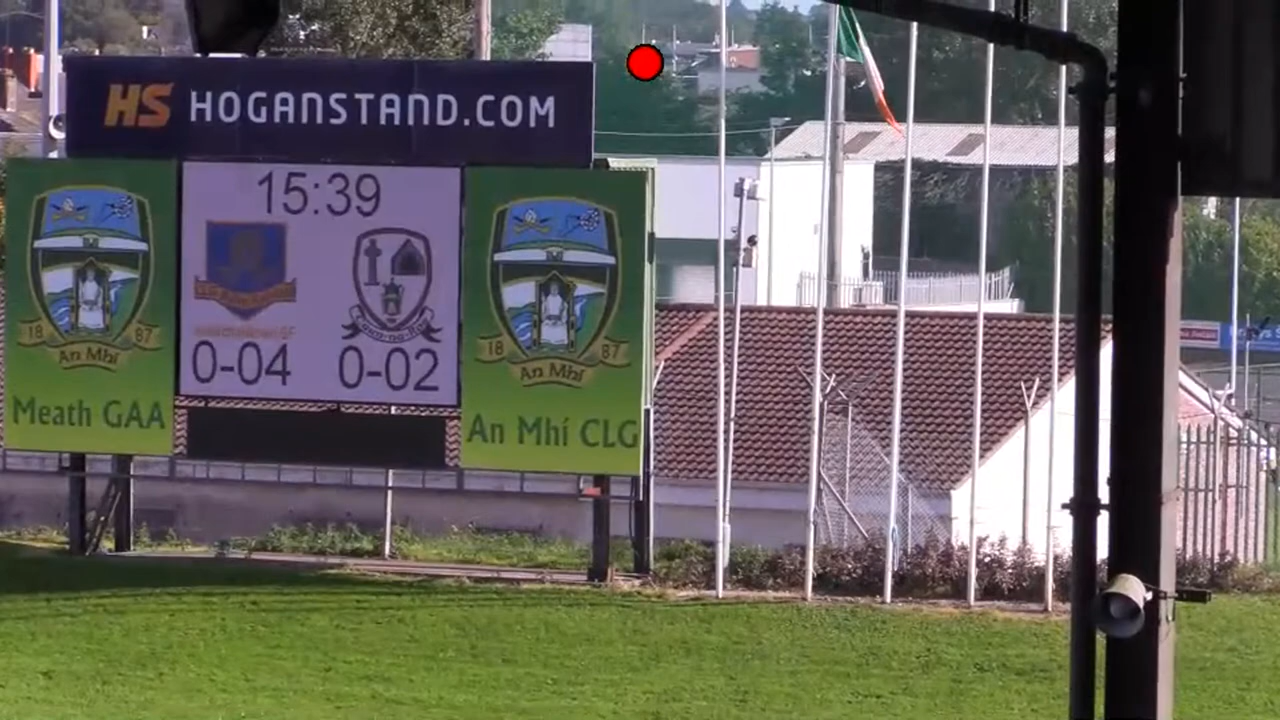 HS HOGANSTAND.COM
15:39
0-04 0-02
18 87
An Mhí
Meath GAA
18 87
An Mhí
An Mhí CLG